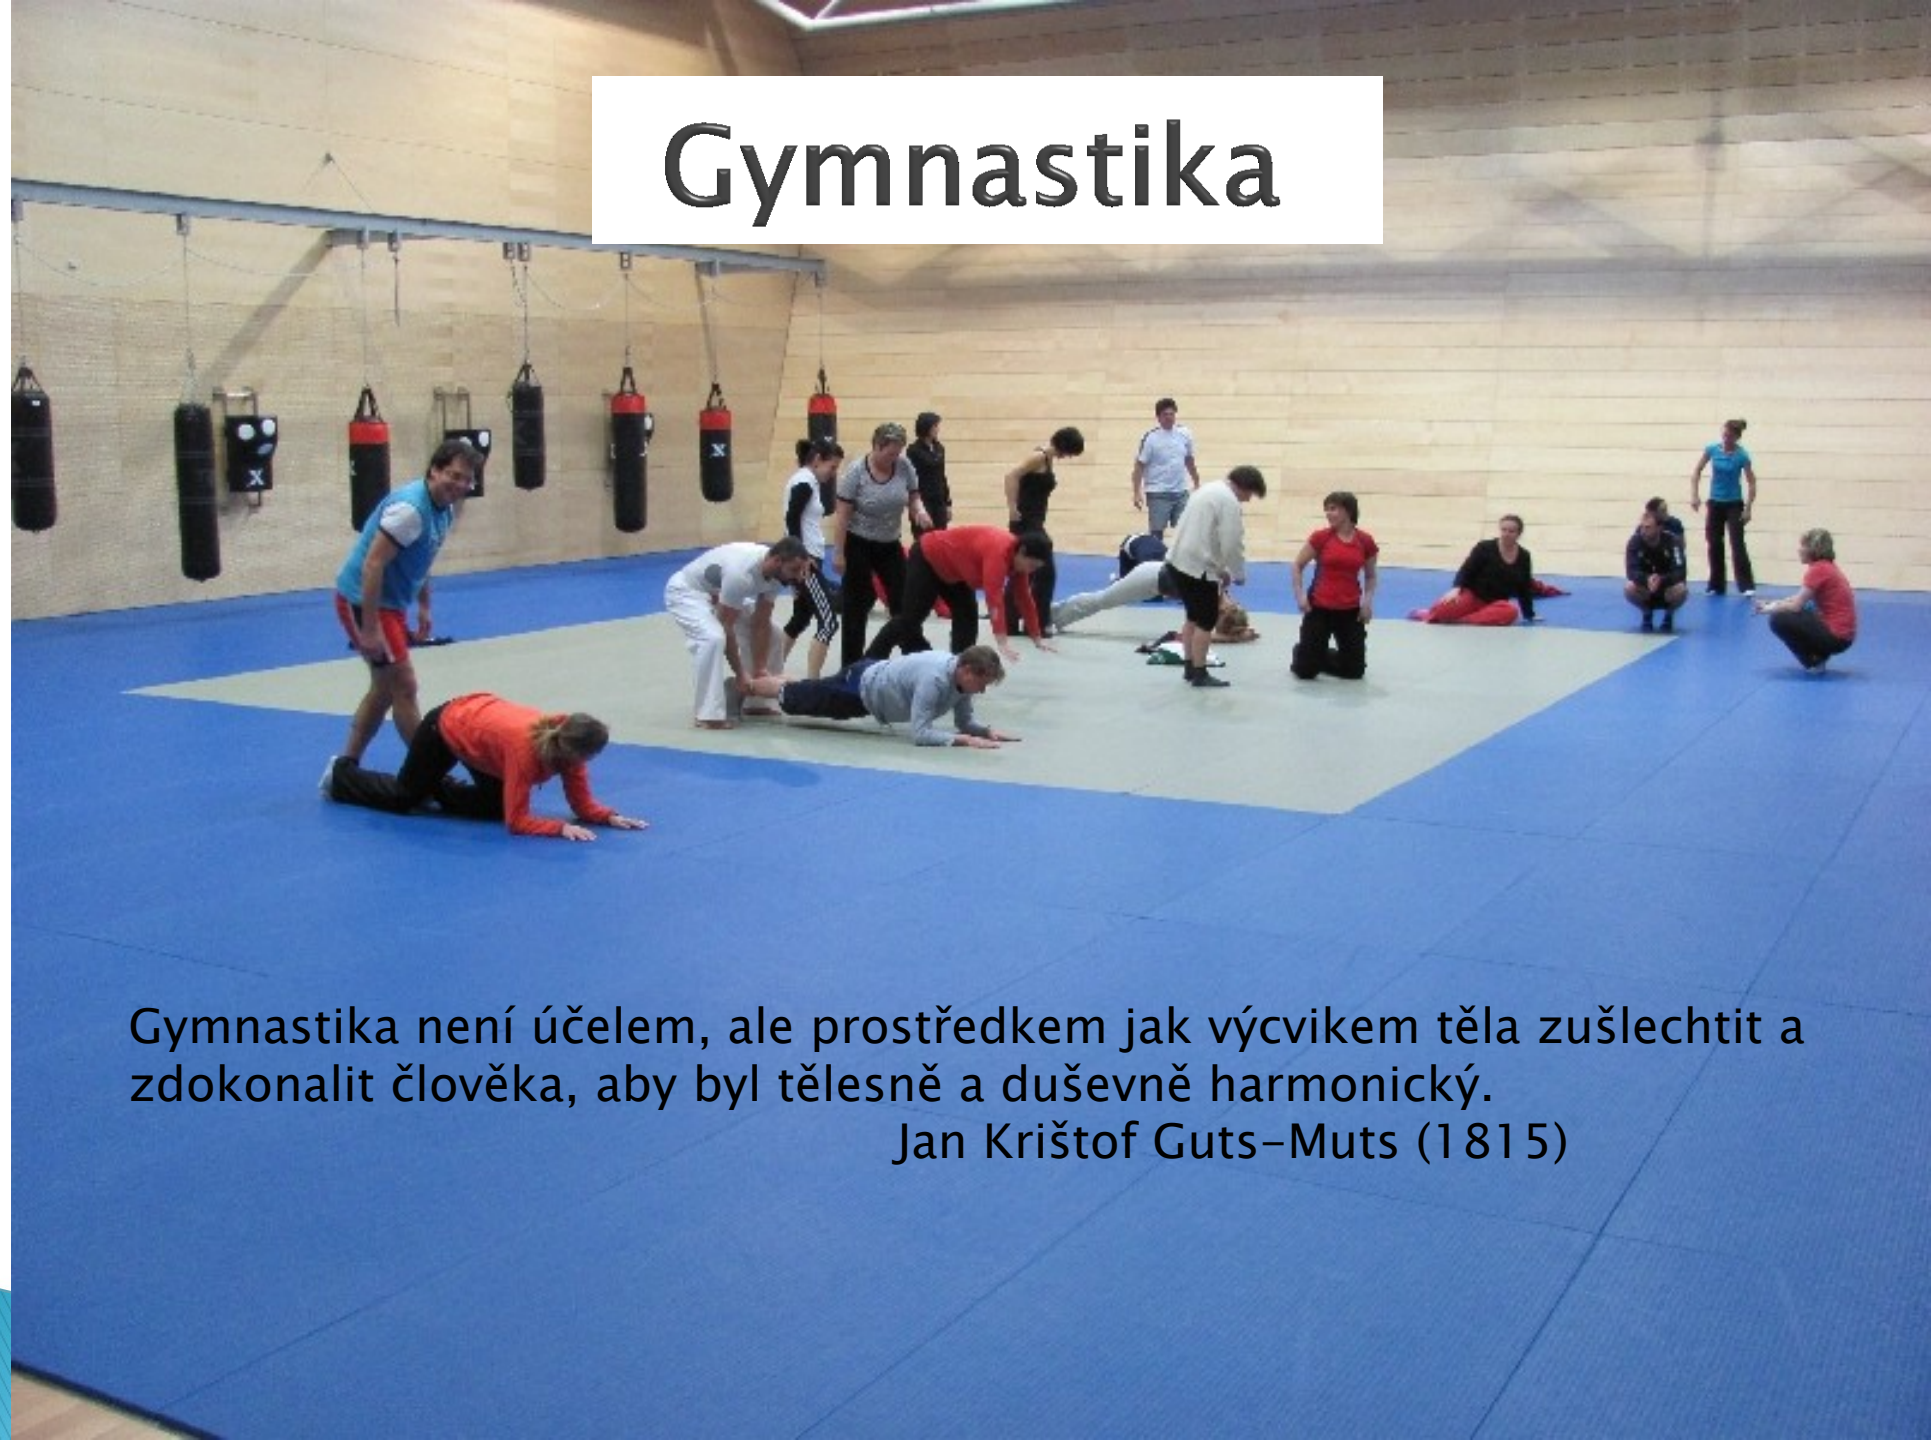 Gymnastika
Gymnastika není účelem, ale prostředkem jak výcvikem těla zušlechtit a
zdokonalit člověka, aby byl tělesně a duševně harmonický.
Jan Krištof Guts-Muts (1815)
X
X
X